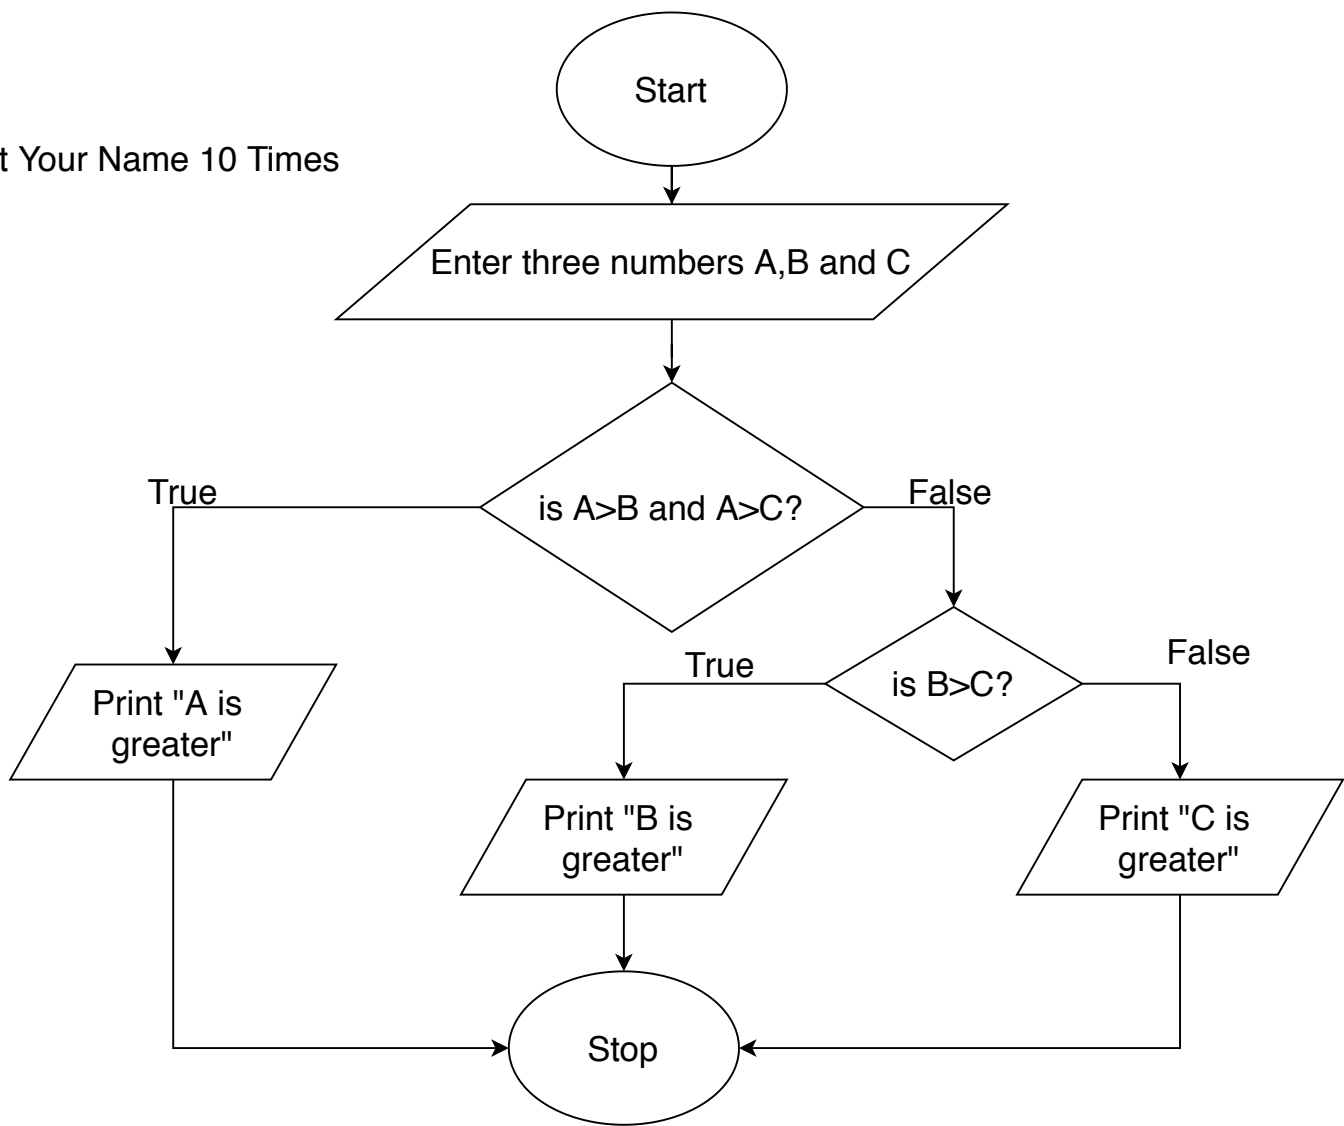 Start
t Your Name 10 Times
Enter three numbers A,B and C
True
is A>B and A>C?
False
True
is B>C?
False
Print "A is
greater"
Print "B is
greater"
Print "C is
greater"
Stop